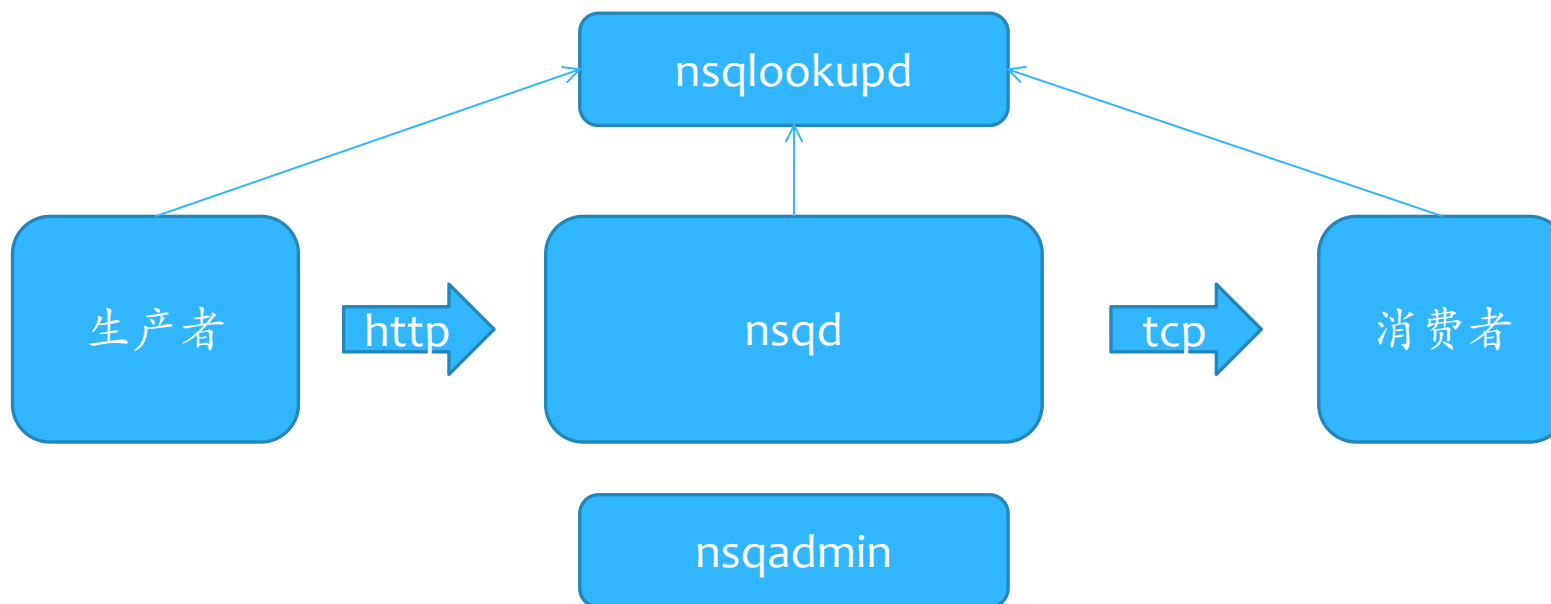 nsqlookupd
生产者
http
nsqd
tcp
消费者
nsqadmin